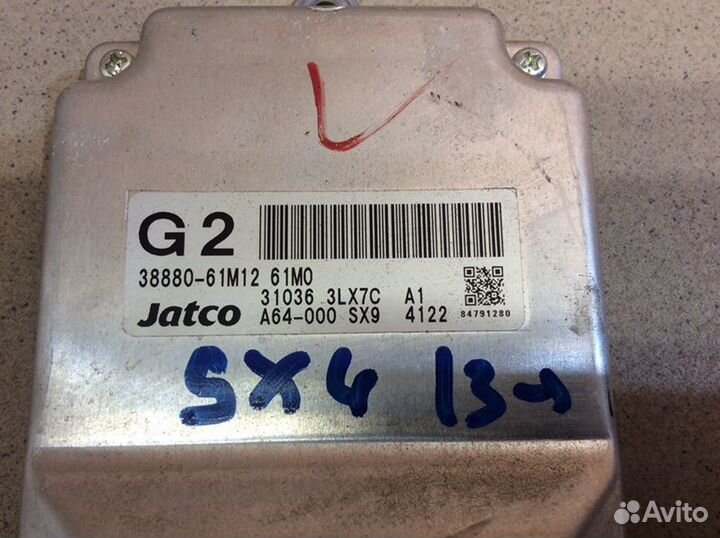 G2
38880-61M12 61M0
31036 3LX7C A1
Jatco A64-000 SX9 4122
84791280
SX4 13→
Avito